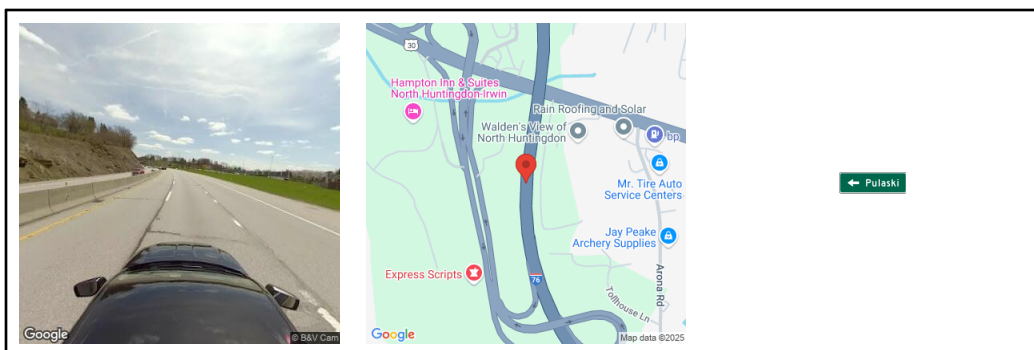 Google
© B&V Cam
30
Hampton Inn & Suites
North Huntingdon-Irwin
Rain Roofing and Solar
Walden's View of
North Huntingdon
bp
Mr. Tire Auto
Service Centers
Jay Peake
Archery Supplies
Express Scripts
76
Arona Rd
Tollhouse Ln
Google
Map data ©2025
← Pulaski